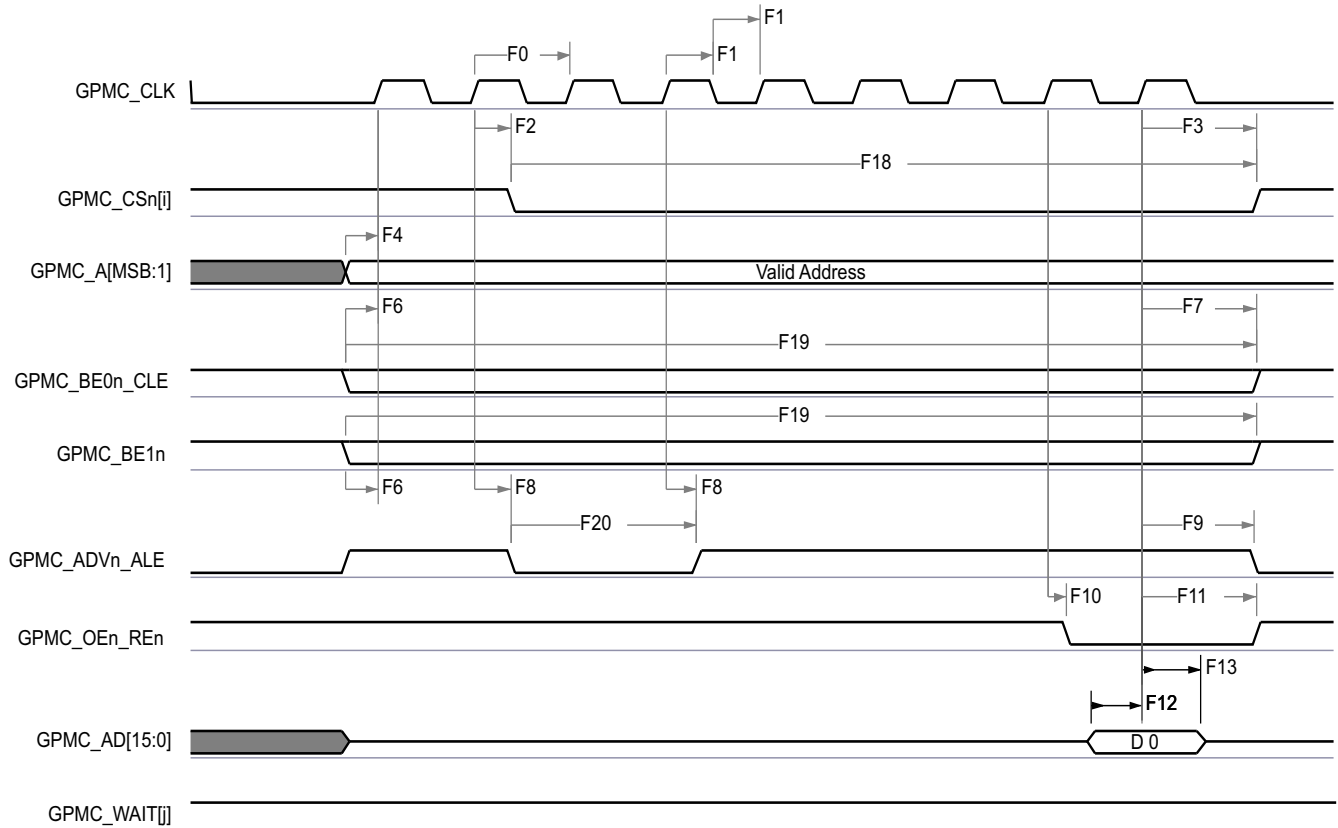 F1
F0
F1
GPMC_CLK
F2
F3
F18
GPMC_CSn[i]
F4
GPMC_A[MSB:1]
Valid Address
F6
F7
F19
GPMC_BE0n_CLE
F19
GPMC_BE1n
F6
F8
F8
F20
F9
GPMC_ADVn_ALE
F10
F11
GPMC_OEn_REn
F13
F12
GPMC_AD[15:0]
D 0
GPMC_WAIT[j]